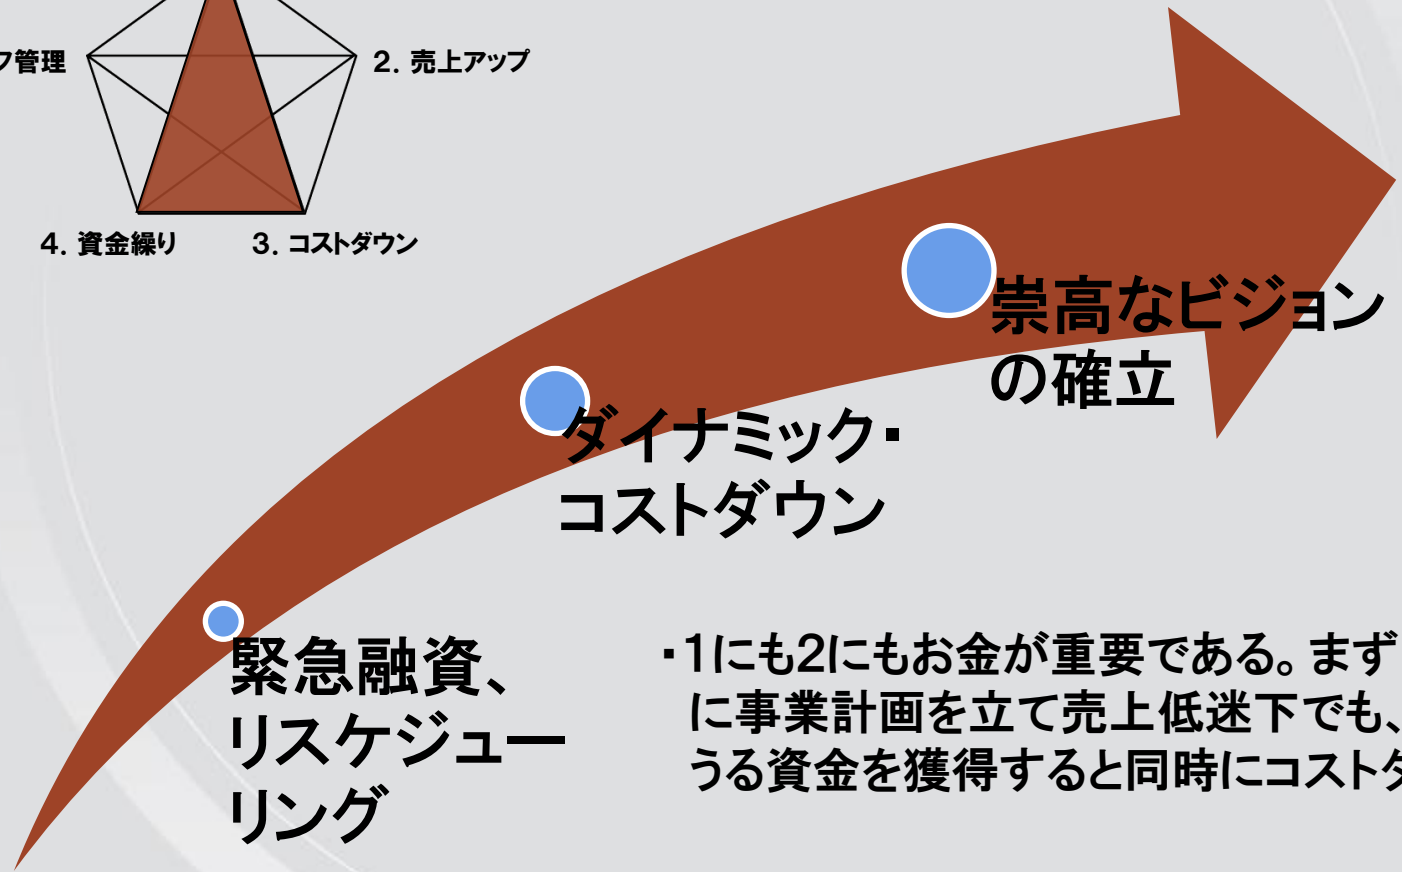 管理
2. 売上アップ
4. 資金繰り
3. コストダウン
崇高なビジョン
の確立
ダイナミック・
コストダウン
緊急融資、
リスケジュー
リング
・1にも2にもお金が重要である。まず
に事業計画を立て売上低迷下でも、
うる資金を獲得すると同時にコスト